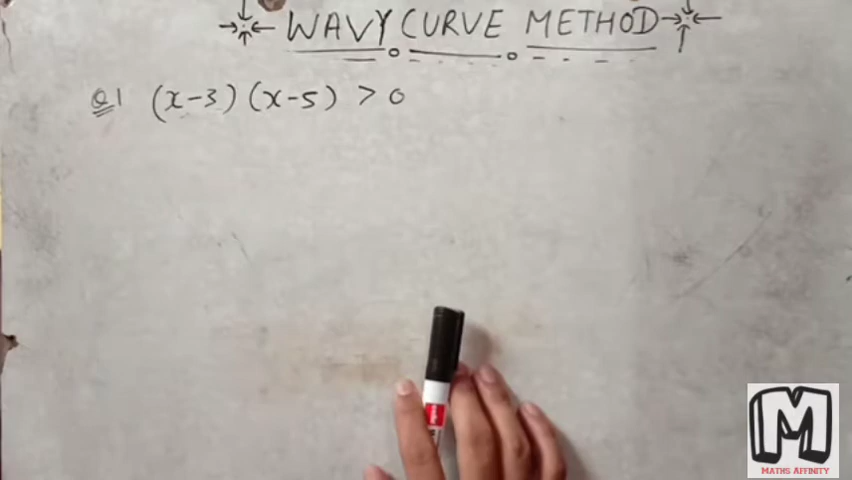 WAVY CURVE METHOD
Q1 (x-3) (x-5) > 0
M
MATHS AFFINITY